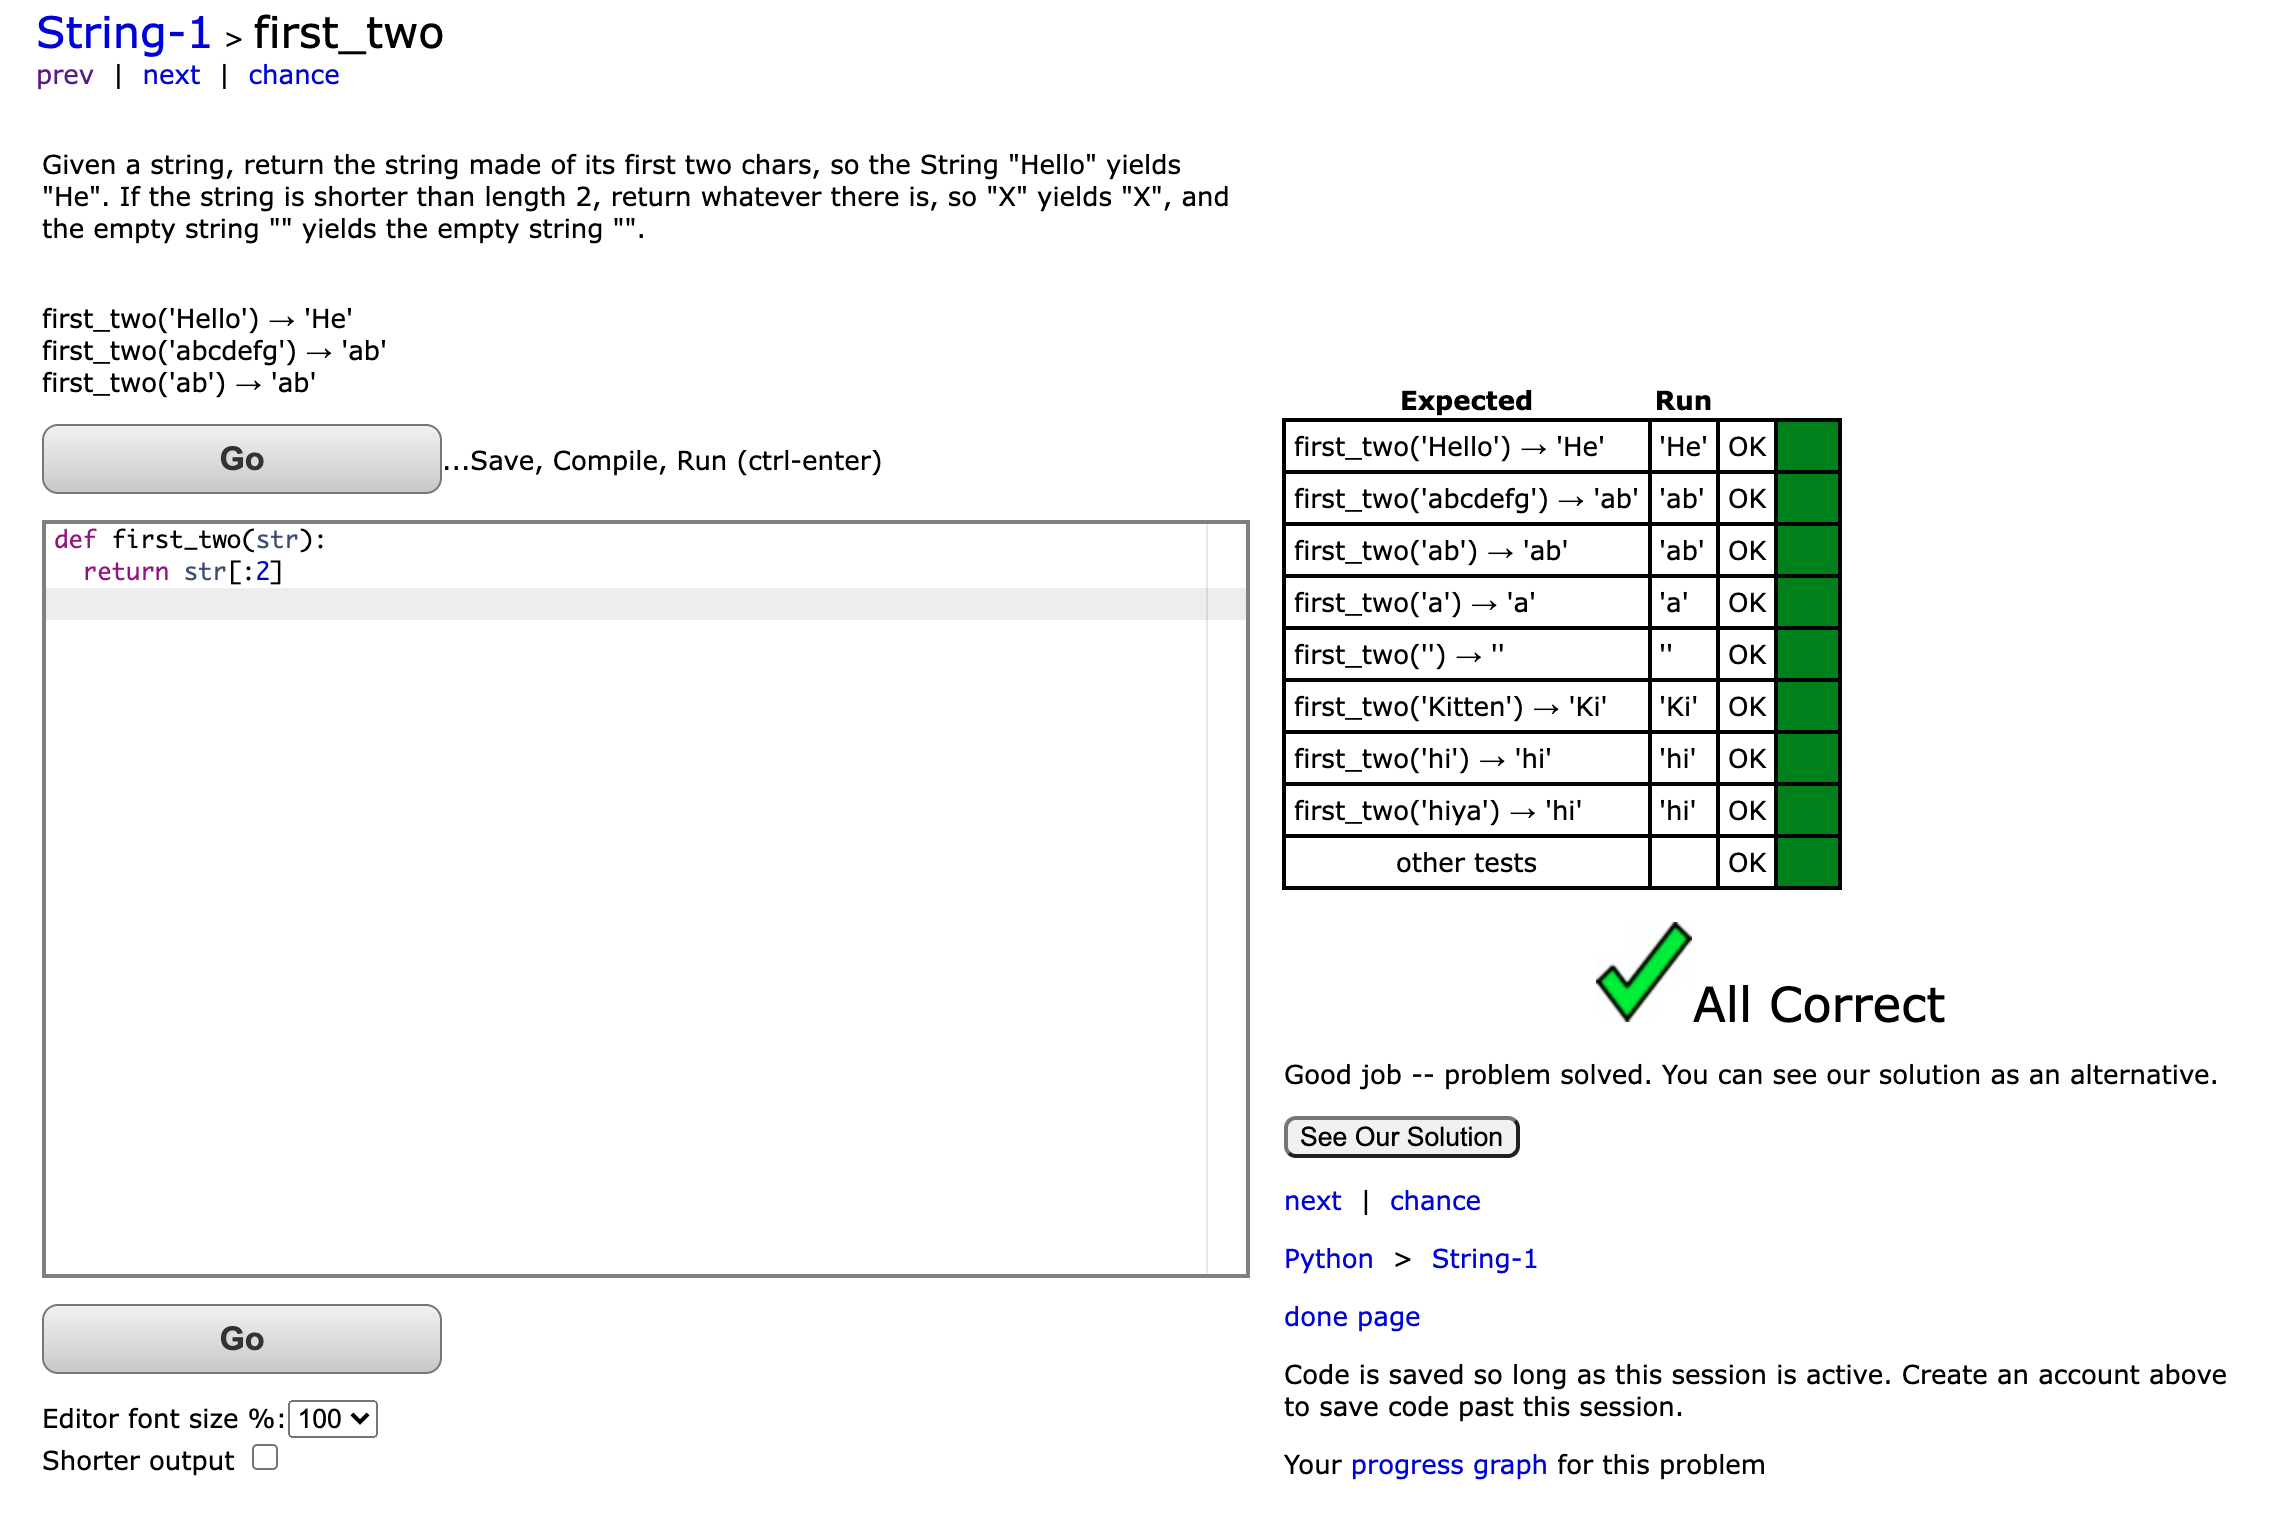 String-1 > first_two
prev | next | chance
Given a string, return the string made of its first two chars, so the String "Hello" yields
"He". If the string is shorter than length 2, return whatever there is, so "X" yields "X", and
the empty string "" yields the empty string "".
first_two('Hello') → 'He'
first_two('abcdefg') → 'ab'
first_two('ab') → 'ab'
Go ...Save, Compile, Run (ctrl-enter)
def first_two(str):
  return str[:2]
Go
Editor font size %: 100
Shorter output
Expected Run
first_two('Hello') → 'He' 'He' OK
first_two('abcdefg') → 'ab' 'ab' OK
first_two('ab') → 'ab' 'ab' OK
first_two('a') → 'a' 'a' OK
first_two('') → '' '' OK
first_two('Kitten') → 'Ki' 'Ki' OK
first_two('hi') → 'hi' 'hi' OK
first_two('hiya') → 'hi' 'hi' OK
other tests OK
All Correct
Good job -- problem solved. You can see our solution as an alternative.
See Our Solution
next | chance
Python > String-1
done page
Code is saved so long as this session is active. Create an account above
to save code past this session.
Your progress graph for this problem